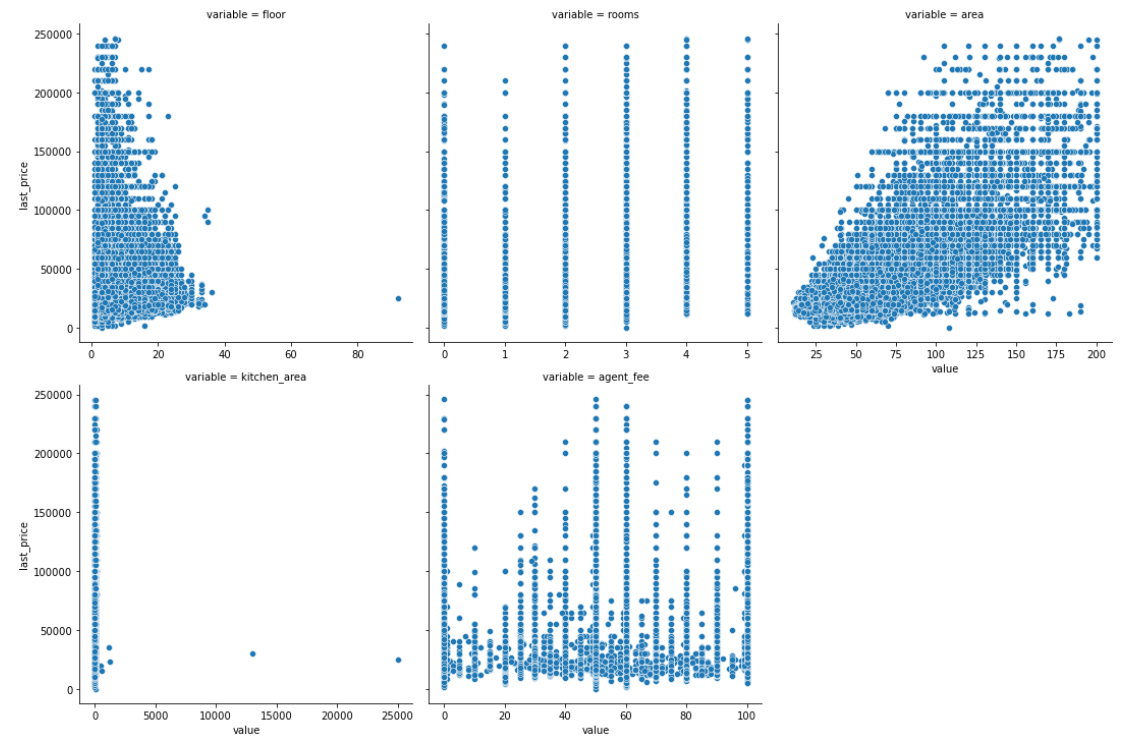 variable = floor
variable = rooms
variable = area
last_price
250000
200000
150000
100000
50000
0
0 20 40 60 80
0 1 2 3 4 5
25 50 75 100 125 150 175 200
value
variable = kitchen_area
variable = agent_fee
last_price
250000
200000
150000
100000
50000
0
0 5000 10000 15000 20000 25000
value
0 20 40 60 80 100
value